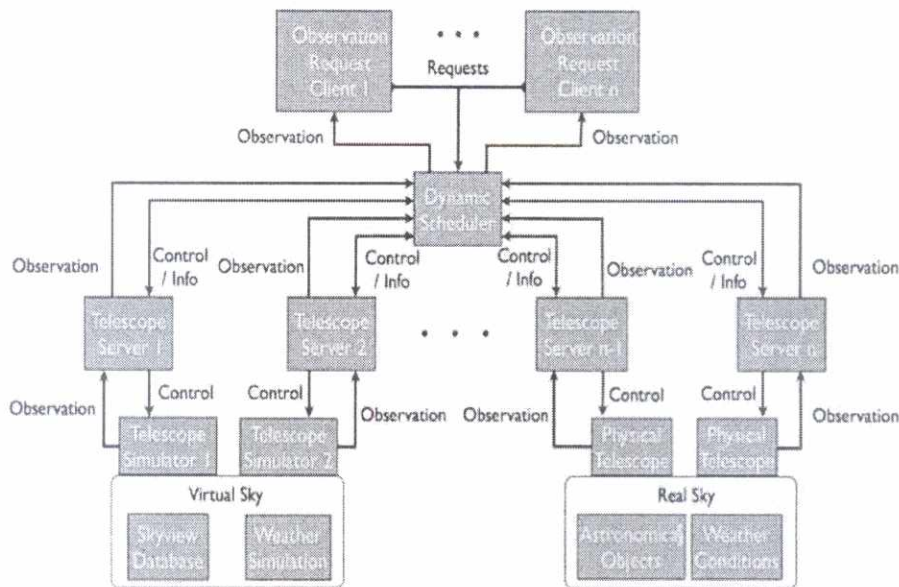 Observation
Request
Client 1
• • •
Observation
Request
Client n
Requests
Observation
Observation
Dynamic
Scheduler
Observation
Control
/ Info
Observation
Control
/ Info
Control
/ Info
Observation
Control
/ Info
Observation
Telescope
Server 1
Telescope
Server 2
• • •
Telescope
Server n-1
Telescope
Server n
Observation
Control
Control
Observation
Observation
Control
Control
Observation
Telescope
Simulator 1
Telescope
Simulator 2
Physical
Telescope
Physical
Telescope
Virtual Sky
Real Sky
Skyview
Database
Weather
Simulation
Astronomical
Objects
Weather
Conditions